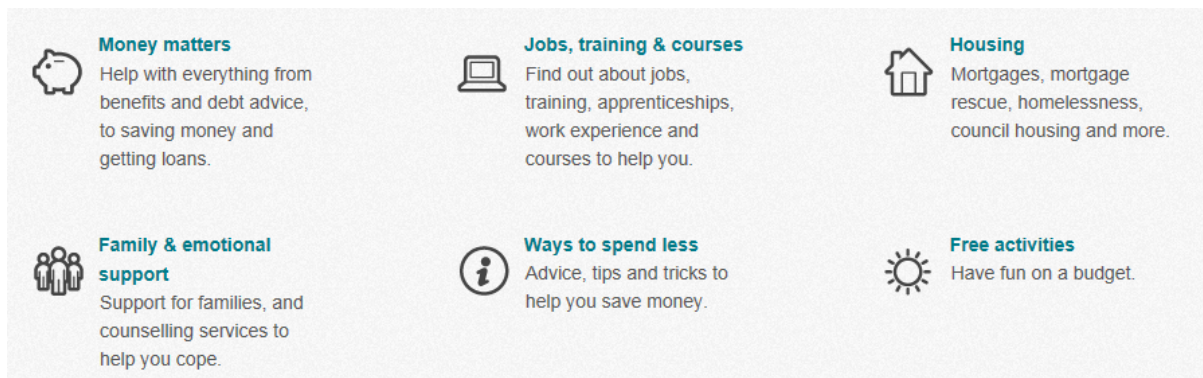 Money matters
Help with everything from
benefits and debt advice,
to saving money and
getting loans.
Jobs, training & courses
Find out about jobs,
training, apprenticeships,
work experience and
courses to help you.
Housing
Mortgages, mortgage
rescue, homelessness,
council housing and more.
Family & emotional
support
Support for families, and
counselling services to
help you cope.
Ways to spend less
Advice, tips and tricks to
help you save money.
Free activities
Have fun on a budget.